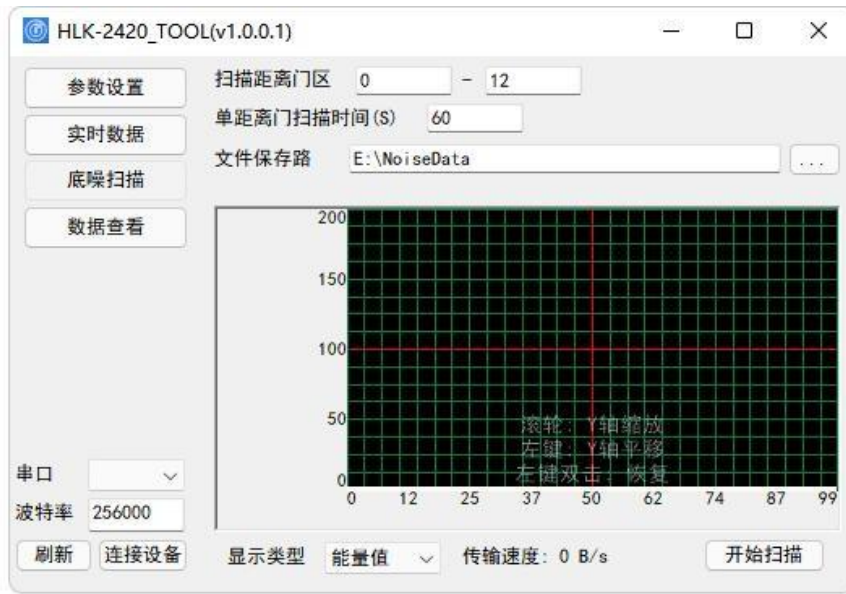 HLK-2420_TOOL(v1.0.0.1)
参数设置
实时数据
底噪扫描
数据查看
扫描距离门区 0 - 12
单距离门扫描时间(S) 60
文件保存路 E:\NoiseData ...
200
150
100
50
0
滚轮: Y轴缩放
左键: Y轴平移
左键双击: 恢复
0 12 25 37 50 62 74 87 99
串口
波特率 256000
刷新 连接设备
显示类型 能量值 传输速度: 0 B/s 开始扫描